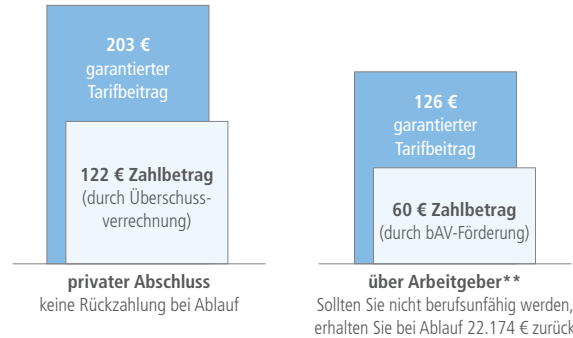 203 €
garantierter
Tarifbeitrag
122 € Zahlbetrag
(durch Überschuss-
verrechnung)
privater Abschluss
keine Rückzahlung bei Ablauf
126 €
garantierter
Tarifbeitrag
60 € Zahlbetrag
(durch bAV-Förderung)
über Arbeitgeber**
Sollten Sie nicht berufsunfähig werden,
erhalten Sie bei Ablauf 22.174 € zurück